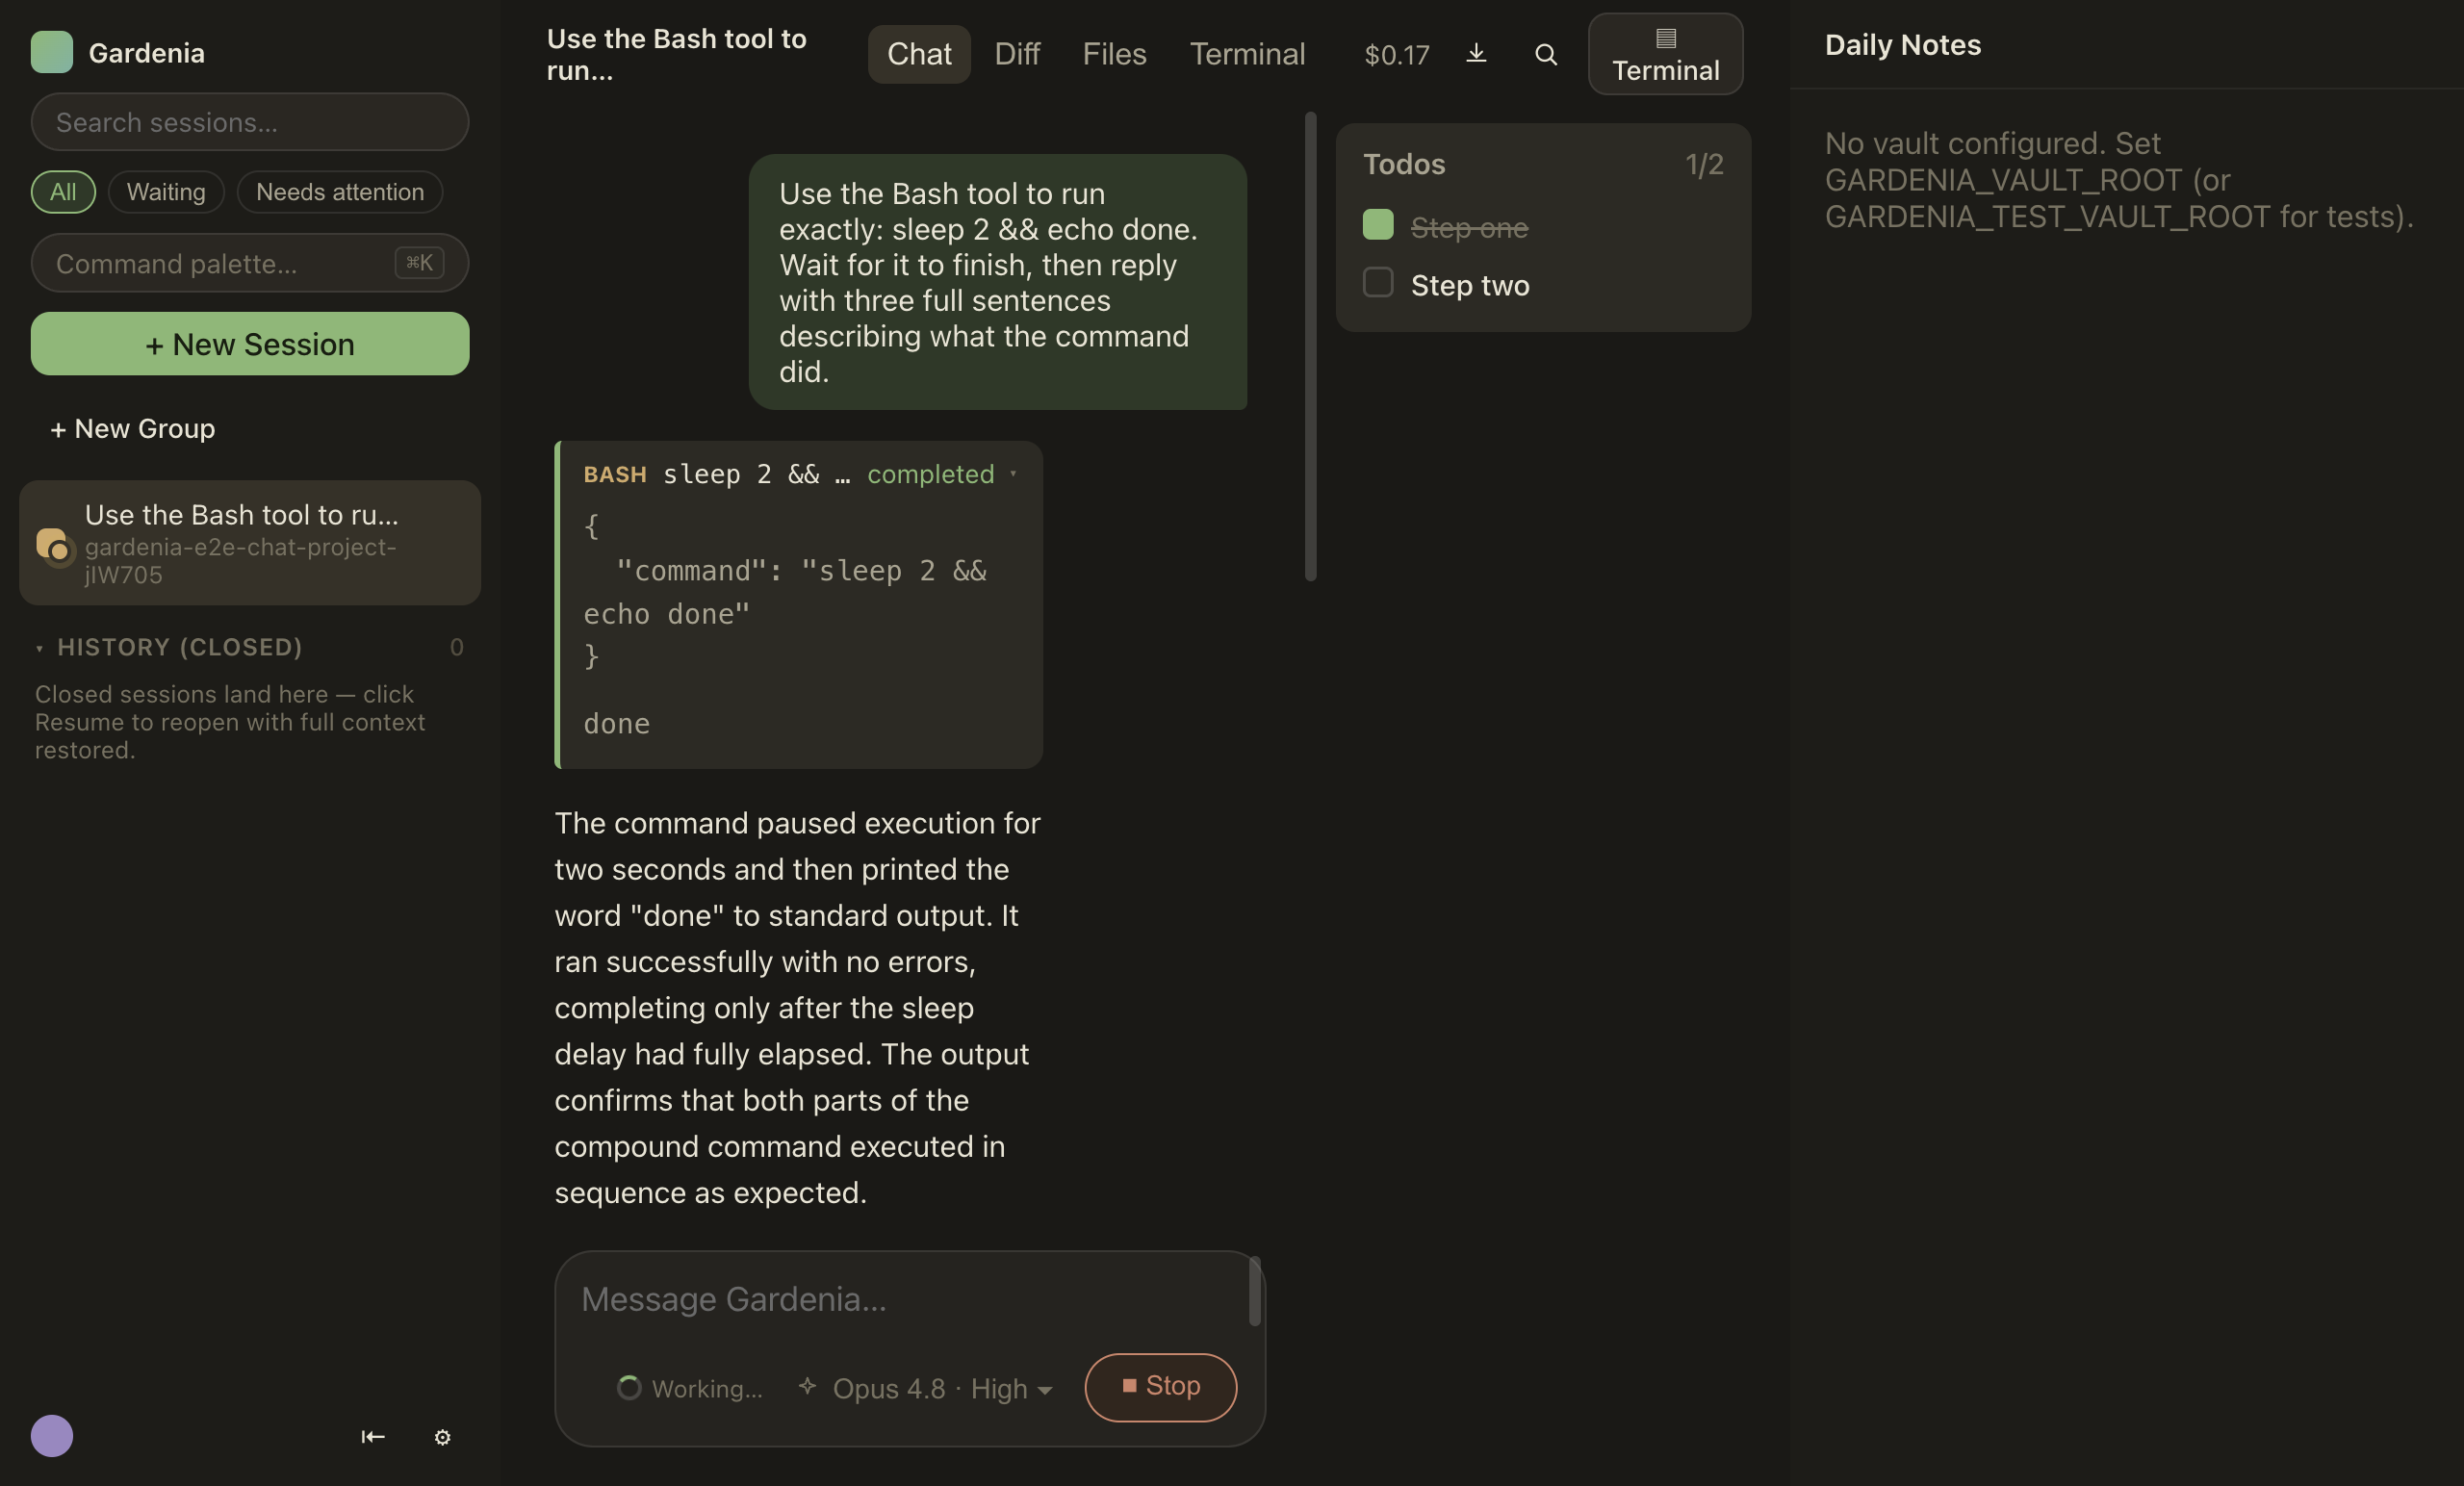 Gardenia
Search sessions...
All
Waiting
Needs attention
Command palette...
⌘K
+ New Session
+ New Group
Use the Bash tool to ru...
gardenia-e2e-chat-project-
jIW705
HISTORY (CLOSED)
0
Closed sessions land here — click
Resume to reopen with full context
restored.
Use the Bash tool to
run...
Chat
Diff
Files
Terminal
$0.17
Terminal
Use the Bash tool to run
exactly: sleep 2 && echo done.
Wait for it to finish, then reply
with three full sentences
describing what the command
did.
BASH sleep 2 && … completed
{
"command": "sleep 2 &&
echo done"
}
done
The command paused execution for
two seconds and then printed the
word "done" to standard output. It
ran successfully with no errors,
completing only after the sleep
delay had fully elapsed. The output
confirms that both parts of the
compound command executed in
sequence as expected.
Message Gardenia...
Working...
Opus 4.8 · High
Stop
Todos
1/2
Step one
Step two
Daily Notes
No vault configured. Set
GARDENIA_VAULT_ROOT (or
GARDENIA_TEST_VAULT_ROOT for tests).